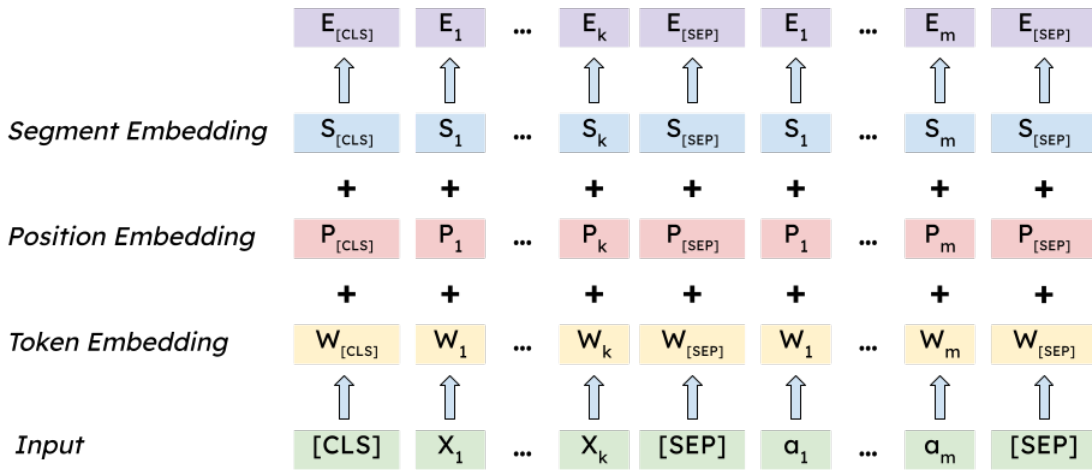 E[CLS] E1 ... Ek E[SEP] E1 ... Em E[SEP]
Segment Embedding S[CLS] S1 ... Sk S[SEP] S1 ... Sm S[SEP]
+ + + + + + +
Position Embedding P[CLS] P1 ... Pk P[SEP] P1 ... Pm P[SEP]
+ + + + + + +
Token Embedding W[CLS] W1 ... Wk W[SEP] W1 ... Wm W[SEP]
Input [CLS] X1 ... Xk [SEP] a1 ... am [SEP]